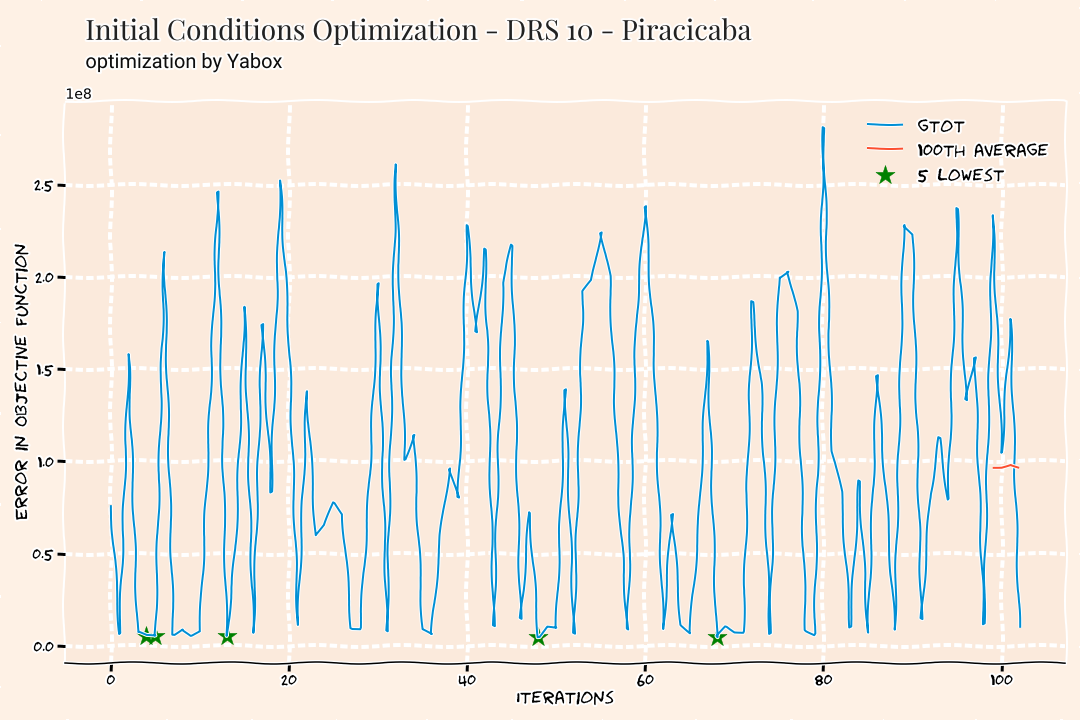 Initial Conditions Optimization - DRS 10 - Piracicaba
optimization by Yabox
1e8
GTOT
100TH AVERAGE
5 LOWEST
2.5
2.0
1.5
1.0
0.5
0.0
ERROR IN OBJECTIVE FUNCTION
0 20 40 60 80 100
ITERATIONS